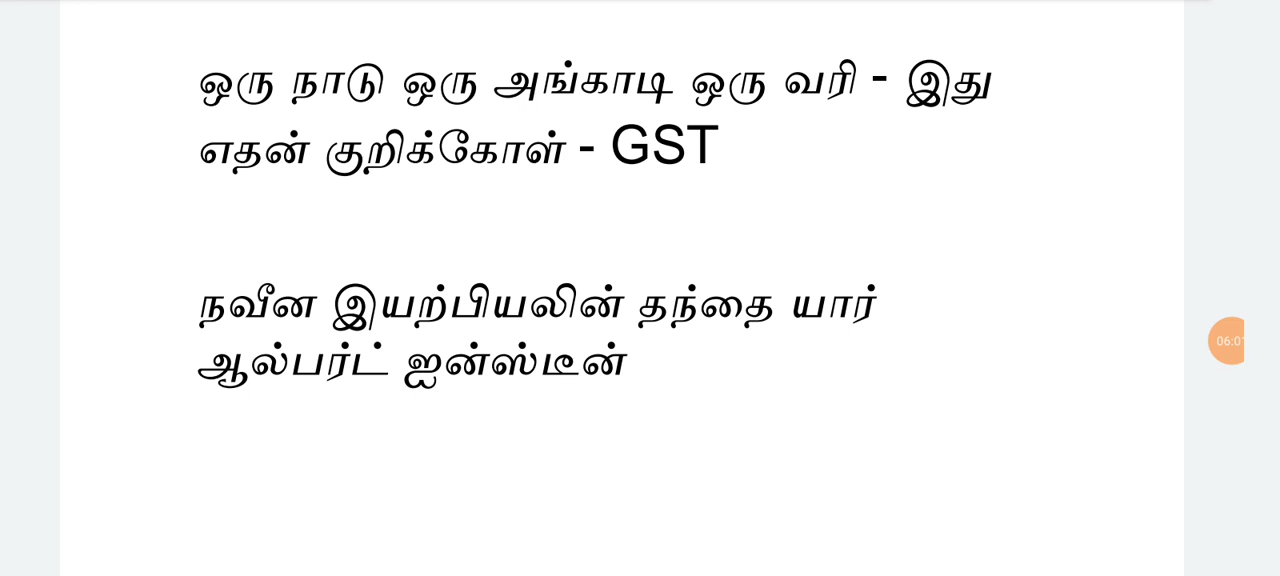 ஒரு நாடு ஒரு அங்காடி ஒரு வரி - இது
எதன் குறிக்கோள் - GST
நவீன இயற்பியலின் தந்தை யார்
ஆல்பர்ட் ஐன்ஸ்டீன்